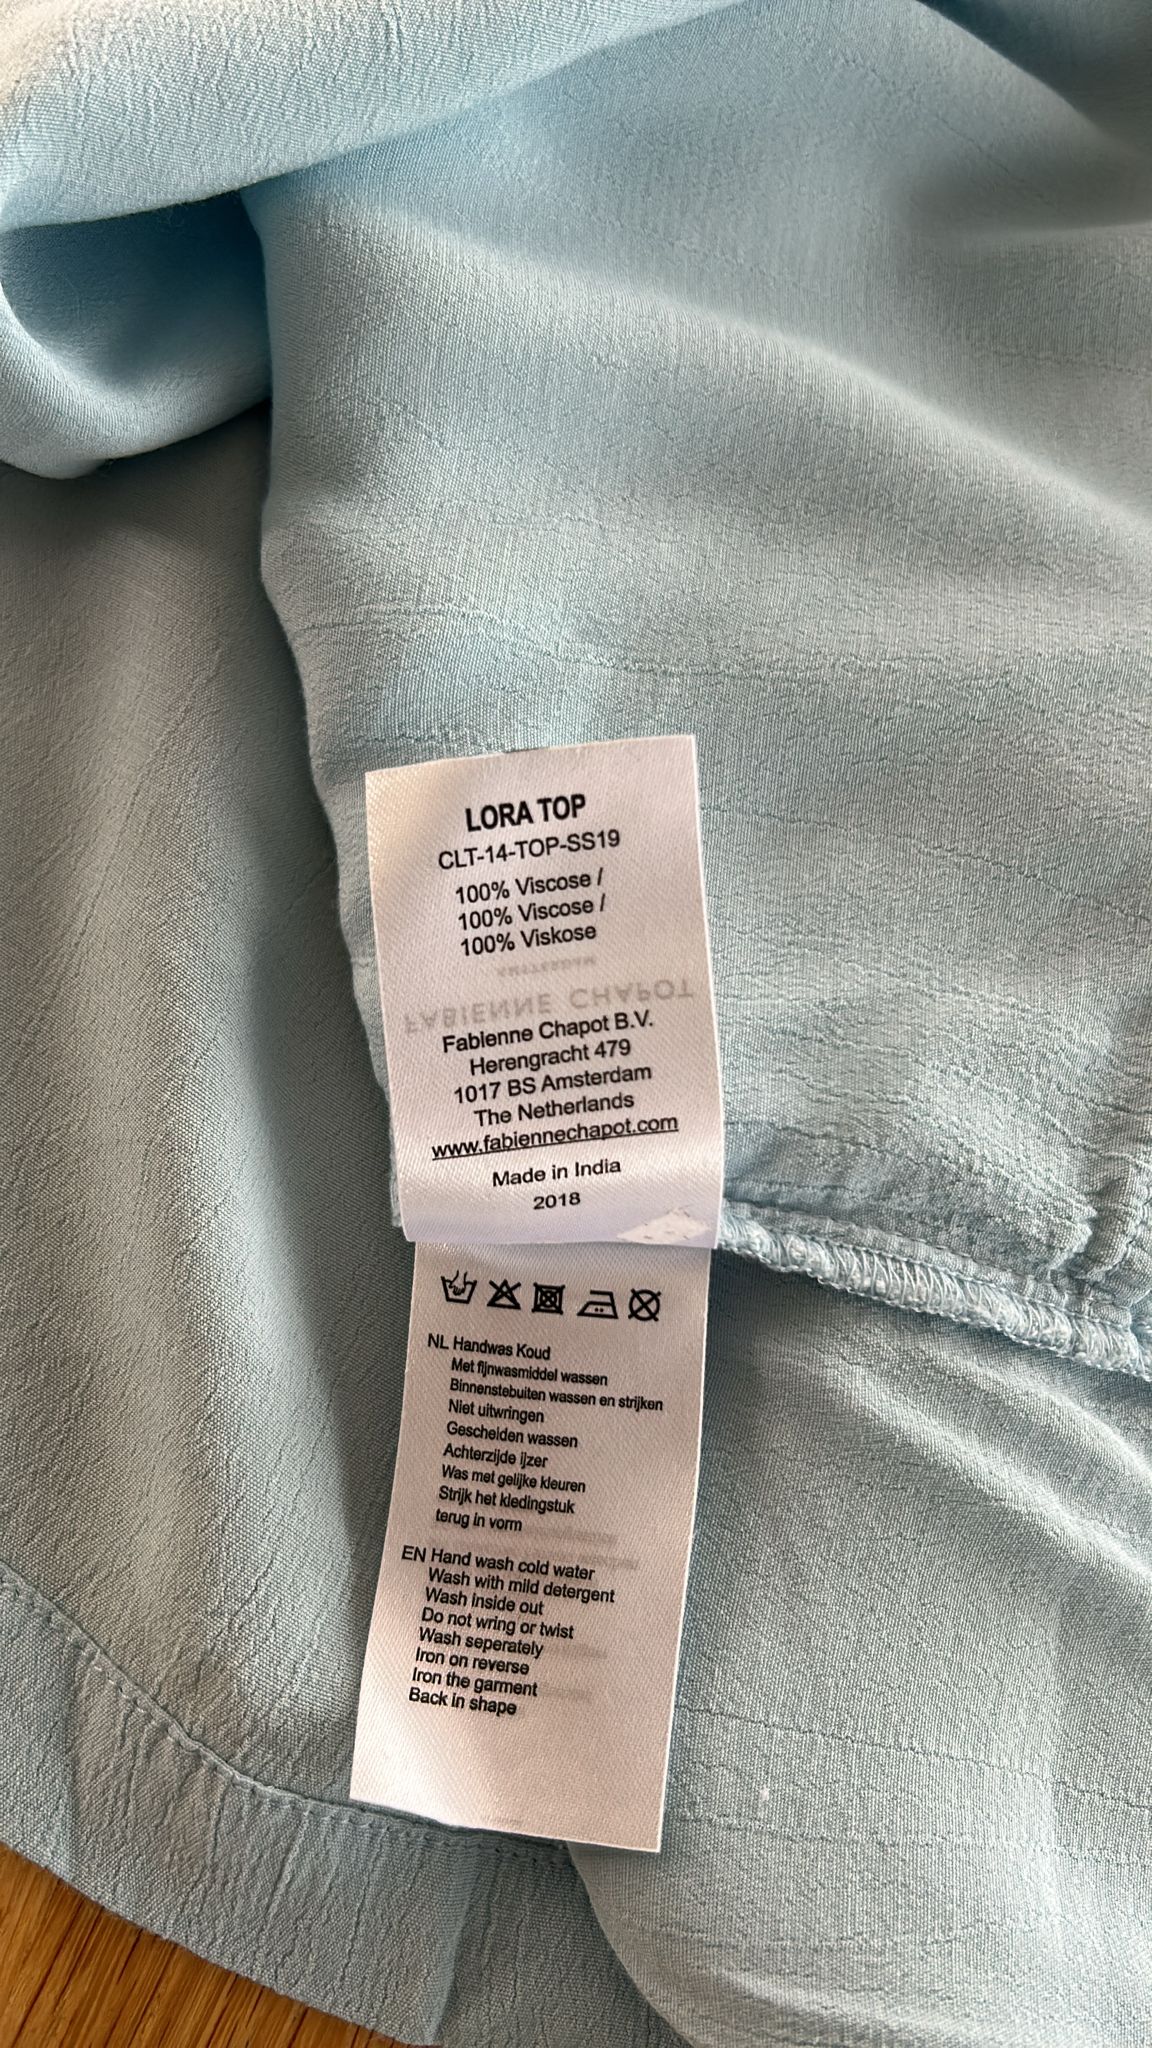 LORA TOP
CLT-14-TOP-SS19
100% Viscose /
100% Viscose /
100% Viskose
AMSTERDAM
FABIENNE CHAPOT
Fabienne Chapot B.V.
Herengracht 479
1017 BS Amsterdam
The Netherlands
www.fabiennechapot.com
Made in India
2018
NL Handwas Koud
Met fijnwasmiddel wassen
Binnenstebuiten wassen en strijken
Niet uitwringen
Gescheiden wassen
Achterzijde ijzer
Was met gelijke kleuren
Strijk het kledingstuk
terug in vorm
EN Hand wash cold water
Wash with mild detergent
Wash inside out
Do not wring or twist
Wash seperately
Iron on reverse
Iron the garment
Back in shape